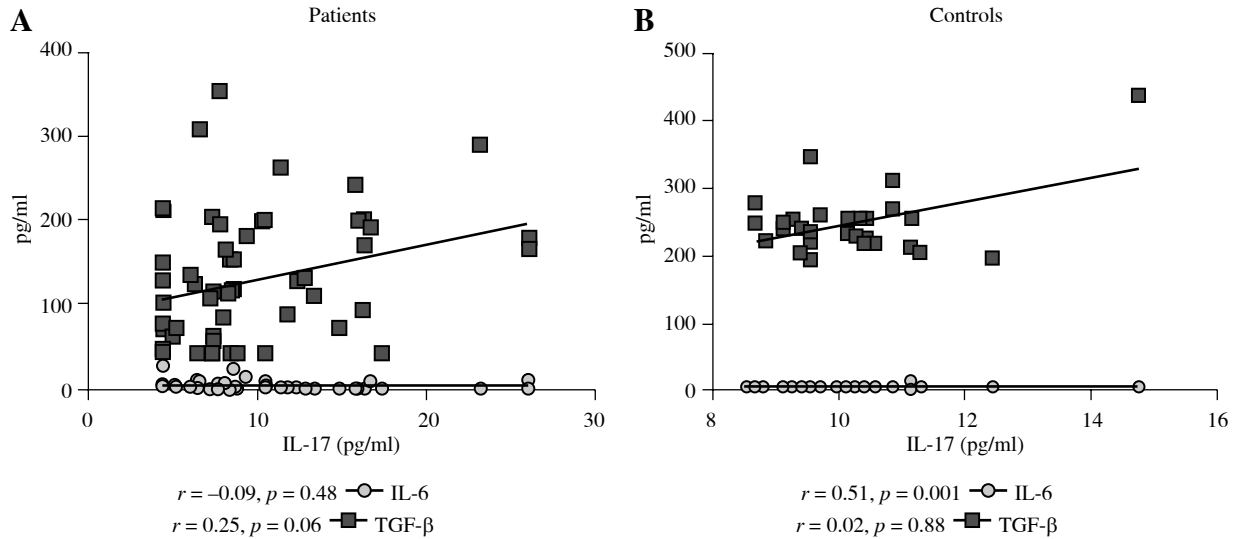 A
Patients
400
300
200
100
0
pg/ml
0
10
20
30
IL-17 (pg/ml)
r = –0.09, p = 0.48 IL-6
r = 0.25, p = 0.06 TGF-β
B
Controls
500
400
300
200
100
0
pg/ml
8
10
12
14
16
IL-17 (pg/ml)
r = 0.51, p = 0.001 IL-6
r = 0.02, p = 0.88 TGF-β